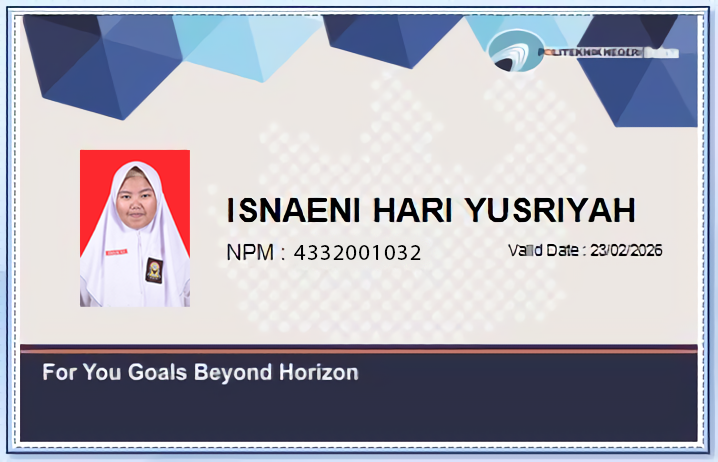 POLITEKNIK NEGERI
ISNAENI HARI YUSRIYAH
NPM : 4332001032
Valid Date : 23/02/2026
For You Goals Beyond Horizon